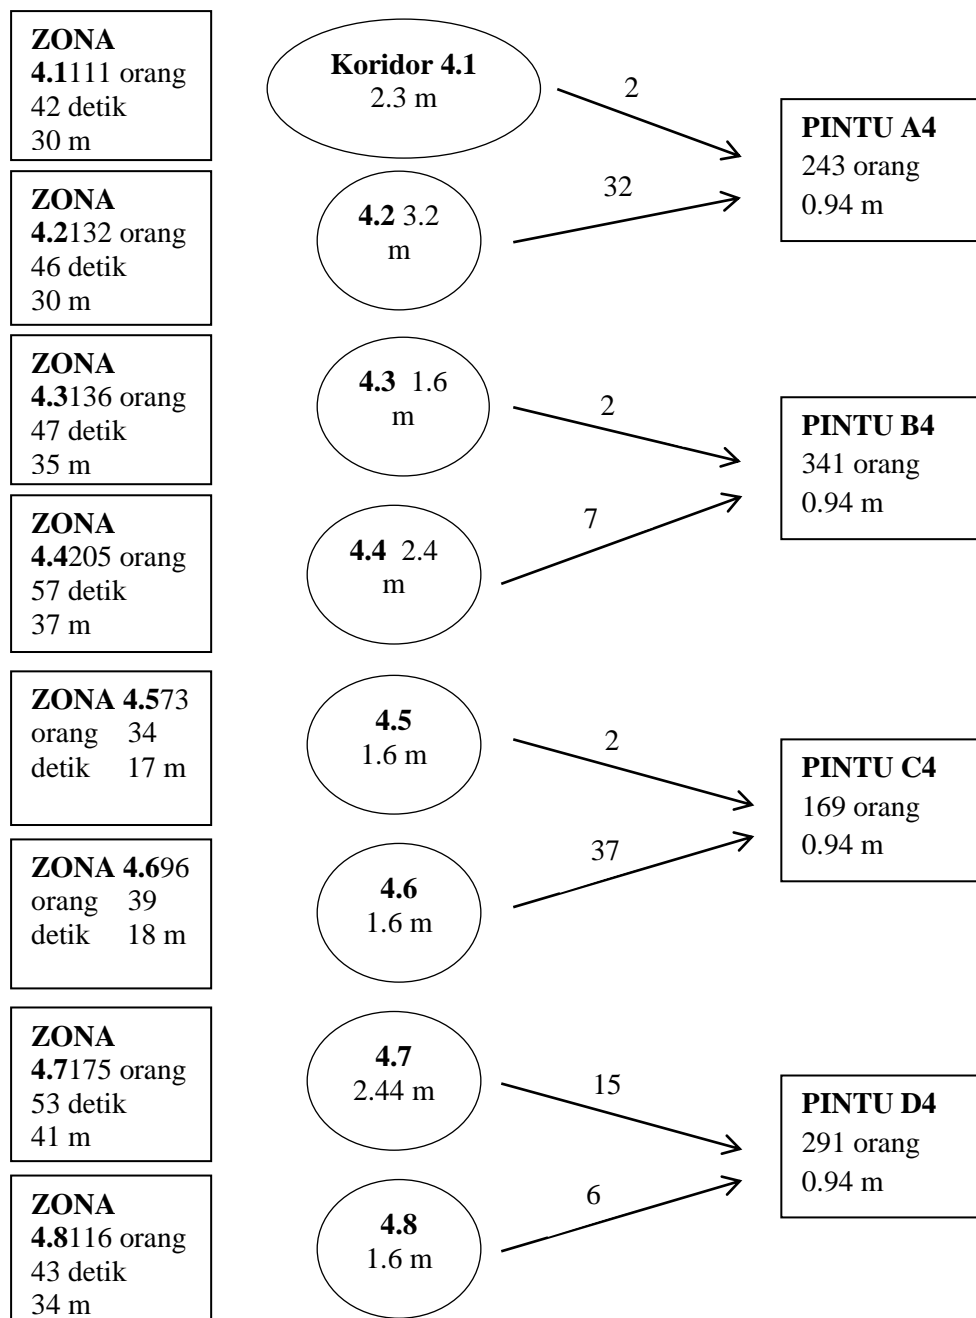 ZONA
4.1111 orang
42 detik
30 m
Koridor 4.1
2.3 m
2
PINTU A4
243 orang
0.94 m
ZONA
4.2132 orang
46 detik
30 m
4.2 3.2
m
32
ZONA
4.3136 orang
47 detik
35 m
4.3 1.6
m
2
PINTU B4
341 orang
0.94 m
ZONA
4.4205 orang
57 detik
37 m
4.4 2.4
m
7
ZONA 4.573
orang 34
detik 17 m
4.5
1.6 m
2
PINTU C4
169 orang
0.94 m
ZONA 4.696
orang 39
detik 18 m
4.6
1.6 m
37
ZONA
4.7175 orang
53 detik
41 m
4.7
2.44 m
15
PINTU D4
291 orang
0.94 m
ZONA
4.8116 orang
43 detik
34 m
4.8
1.6 m
6